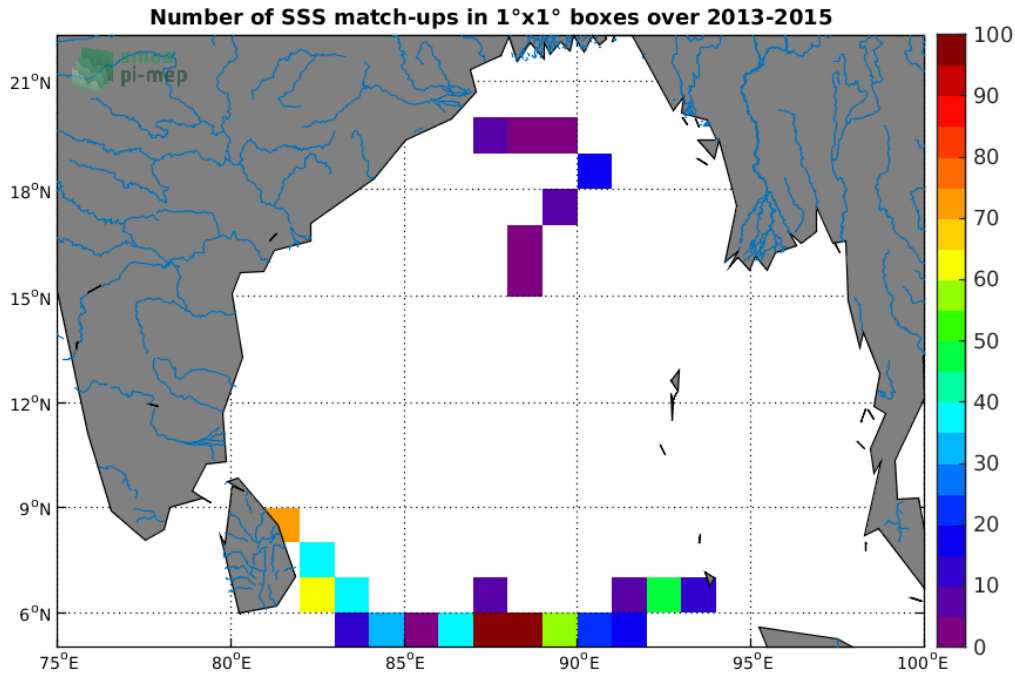 Number of SSS match-ups in 1°x1° boxes over 2013-2015
smos
pi-mep
21°N
18°N
15°N
12°N
9°N
6°N
75°E
80°E
85°E
90°E
95°E
100°E
100
90
80
70
60
50
40
30
20
10
0